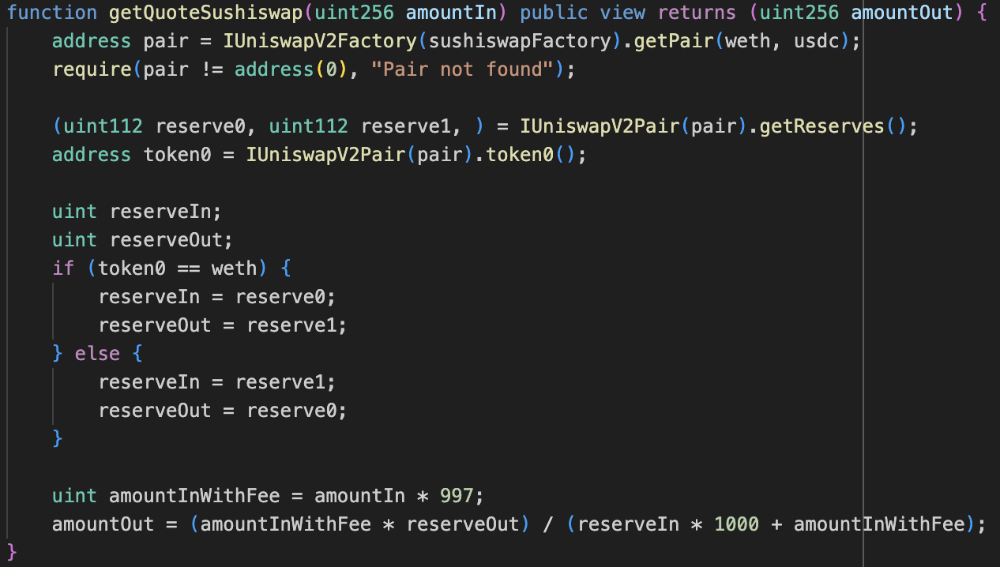 function getQuoteSushiswap(uint256 amountIn) public view returns (uint256 amountOut) {
    address pair = IUniswapV2Factory(sushiswapFactory).getPair(weth, usdc);
    require(pair != address(0), "Pair not found");

    (uint112 reserve0, uint112 reserve1, ) = IUniswapV2Pair(pair).getReserves();
    address token0 = IUniswapV2Pair(pair).token0();

    uint reserveIn;
    uint reserveOut;
    if (token0 == weth) {
        reserveIn = reserve0;
        reserveOut = reserve1;
    } else {
        reserveIn = reserve1;
        reserveOut = reserve0;
    }

    uint amountInWithFee = amountIn * 997;
    amountOut = (amountInWithFee * reserveOut) / (reserveIn * 1000 + amountInWithFee);
}